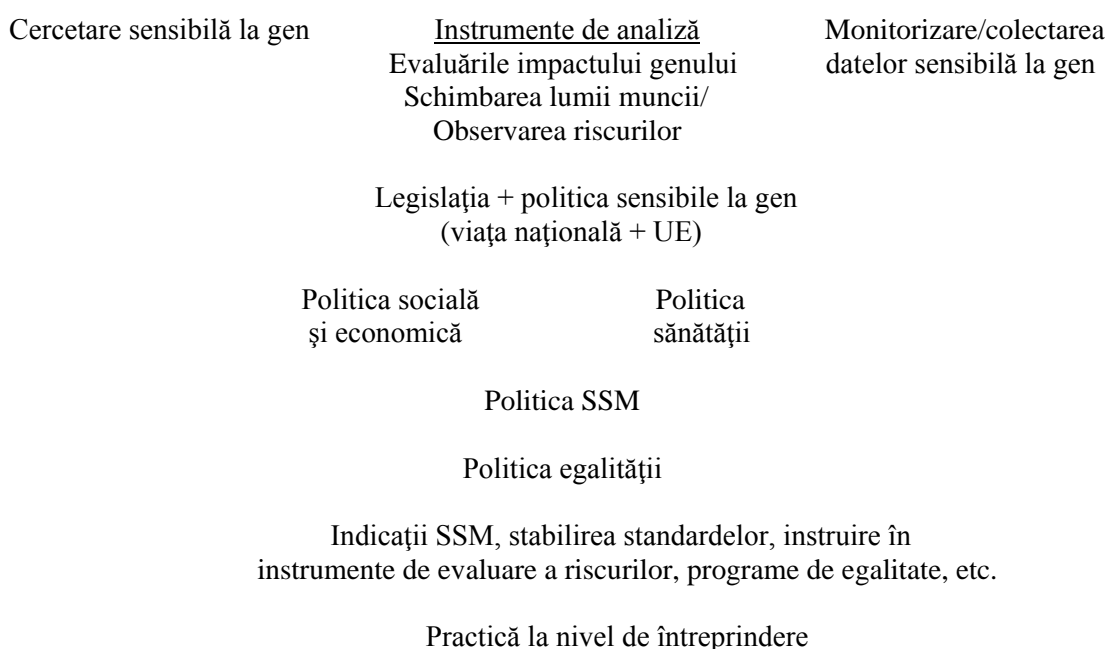 Cercetare sensibilă la gen Instrumente de analiză Monitorizare/colectarea
Evaluările impactului genului datelor sensibilă la gen
Schimbarea lumii muncii/
Observarea riscurilor
Legislaţia + politica sensibile la gen
(viaţa naţională + UE)
Politica socială Politica
şi economică sănătăţii
Politica SSM
Politica egalităţii
Indicaţii SSM, stabilirea standardelor, instruire în
instrumente de evaluare a riscurilor, programe de egalitate, etc.
Practică la nivel de întreprindere